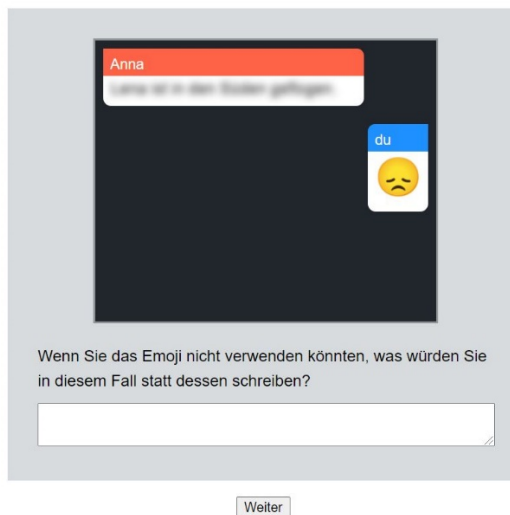 Anna
du
Wenn Sie das Emoji nicht verwenden könnten, was würden Sie
in diesem Fall statt dessen schreiben?
Weiter